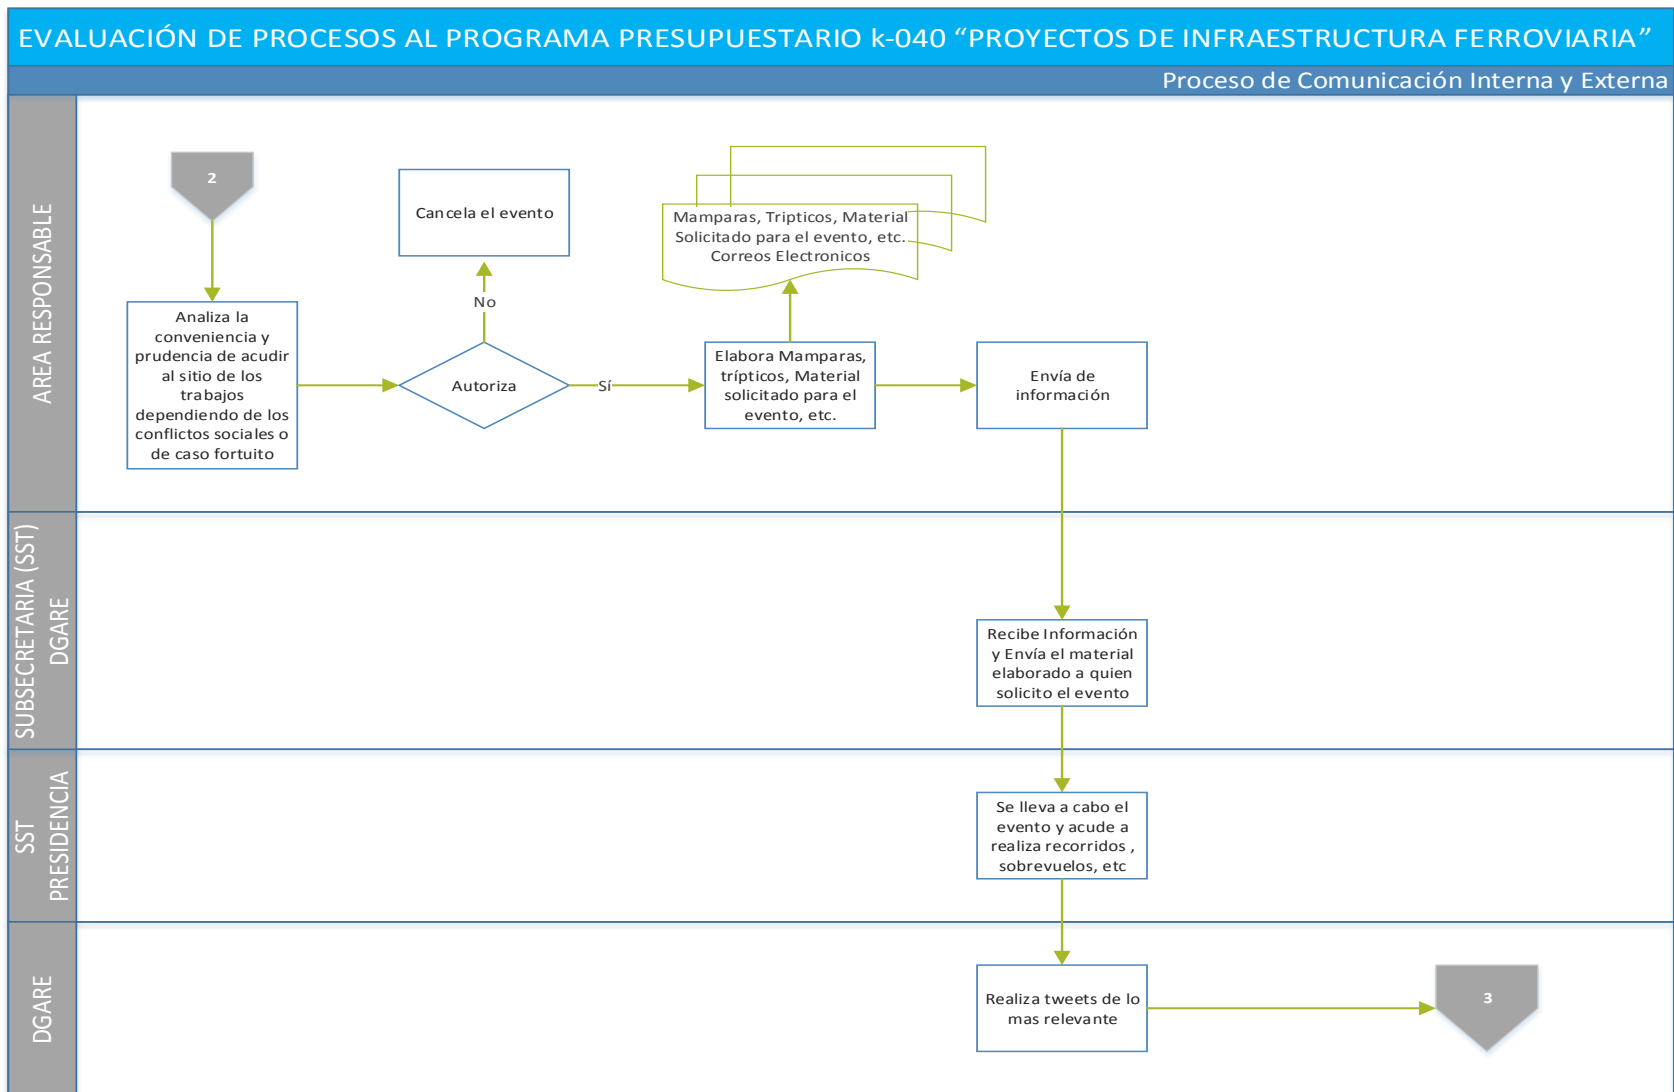 EVALUACIÓN DE PROCESOS AL PROGRAMA PRESUPUESTARIO k-040 “PROYECTOS DE INFRAESTRUCTURA FERROVIARIA”
Proceso de Comunicación Interna y Externa
AREA RESPONSABLE
2
Analiza la
conveniencia y
prudencia de acudir
al sitio de los
trabajos
dependiendo de los
conflictos sociales o
de caso fortuito
Autoriza
No
Cancela el evento
Sí
Mamparas, Tripticos, Material
Solicitado para el evento, etc.
Correos Electronicos
Elabora Mamparas,
trípticos, Material
solicitado para el
evento, etc.
Envía de
información
SUBSECRETARIA (SST)
DGARE
Recibe Información
y Envía el material
elaborado a quien
solicito el evento
SST
PRESIDENCIA
Se lleva a cabo el
evento y acude a
realiza recorridos ,
sobrevuelos, etc
DGARE
Realiza tweets de lo
mas relevante
3